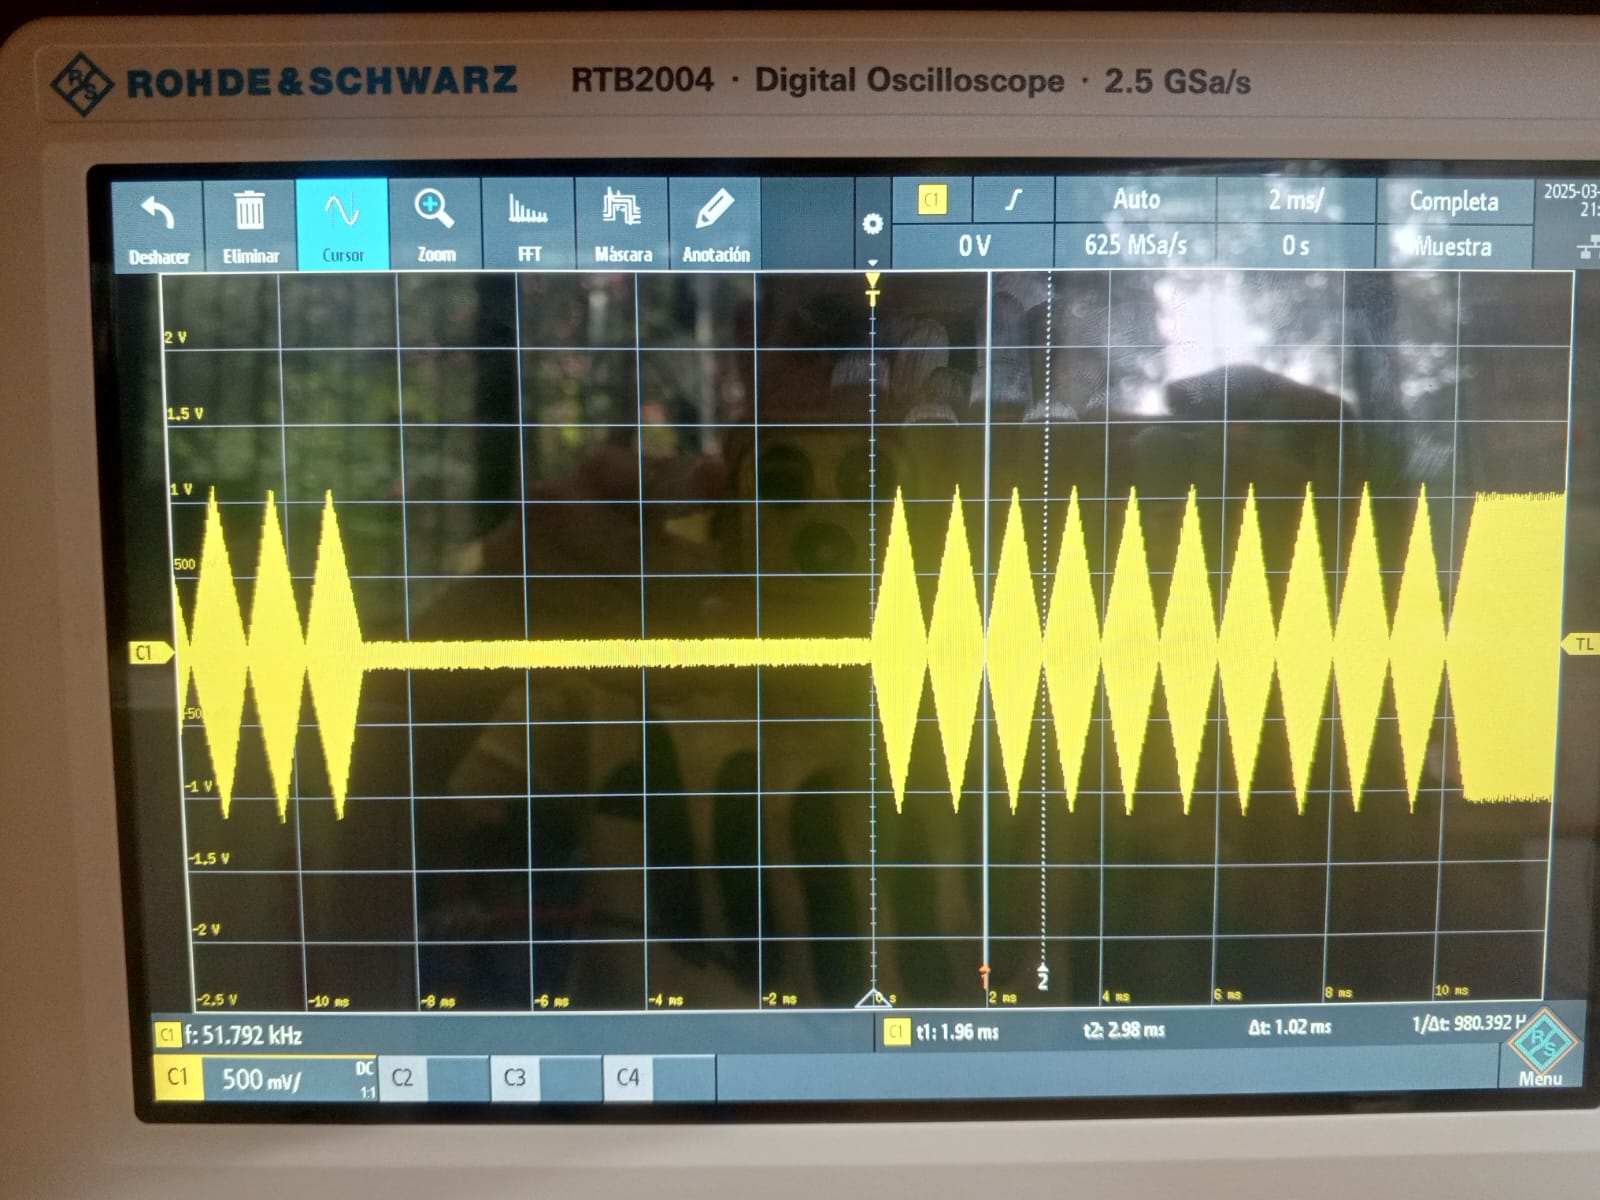 ROHDE&SCHWARZ RTB2004 · Digital Oscilloscope · 2.5 GSa/s
Deshacer Eliminar Cursor Zoom FFT Máscara Anotación
C1 Auto 2 ms/ Completa 2025-03-
0 V 625 MSa/s 0 s Muestra 21:
T
2 V
1.5 V
1 V
500
C1 TL
-50
-1 V
-1.5 V
-2 V
1 2
-2.5 V -10 ms -8 ms -6 ms -4 ms -2 ms 0 s 2 ms 4 ms 6 ms 8 ms 10 ms
C1 f: 51.792 kHz C1 t1: 1.96 ms t2: 2.98 ms Δt: 1.02 ms 1/Δt: 980.392 H
C1 500 mV/ DC 1:1 C2 C3 C4 Menu